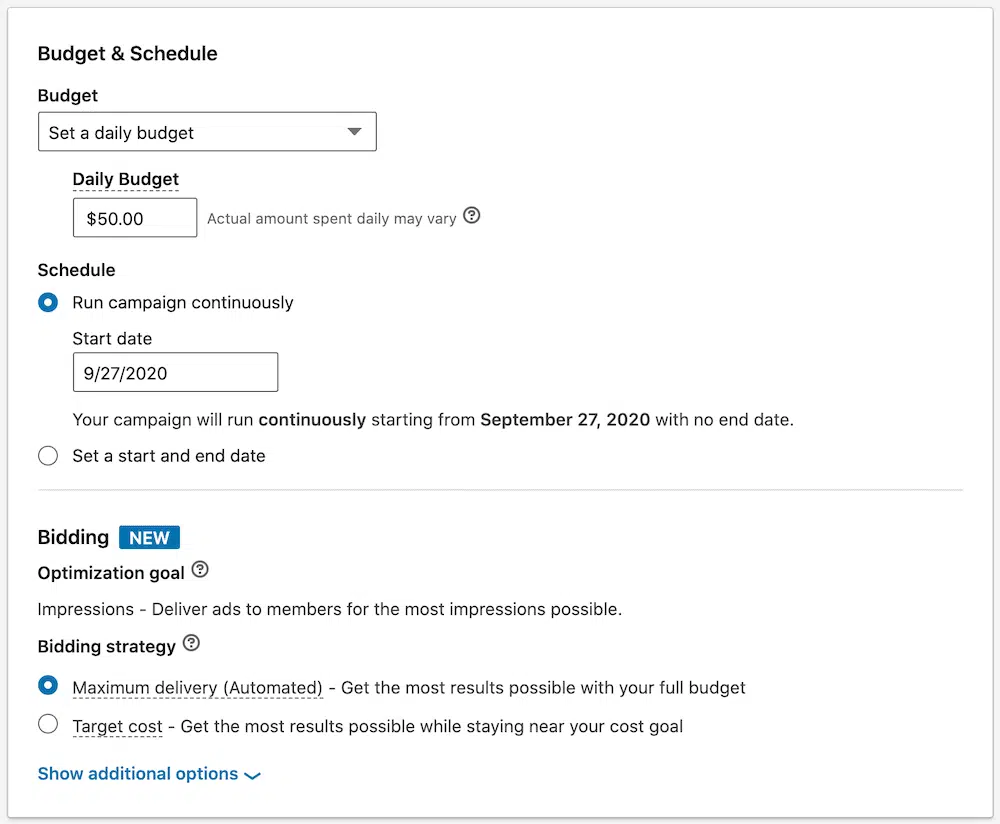 Budget & Schedule
Budget
Set a daily budget
Daily Budget
$50.00 Actual amount spent daily may vary
Schedule
Run campaign continuously
Start date
9/27/2020
Your campaign will run continuously starting from September 27, 2020 with no end date.
Set a start and end date
Bidding NEW
Optimization goal
Impressions - Deliver ads to members for the most impressions possible.
Bidding strategy
Maximum delivery (Automated) - Get the most results possible with your full budget
Target cost - Get the most results possible while staying near your cost goal
Show additional options